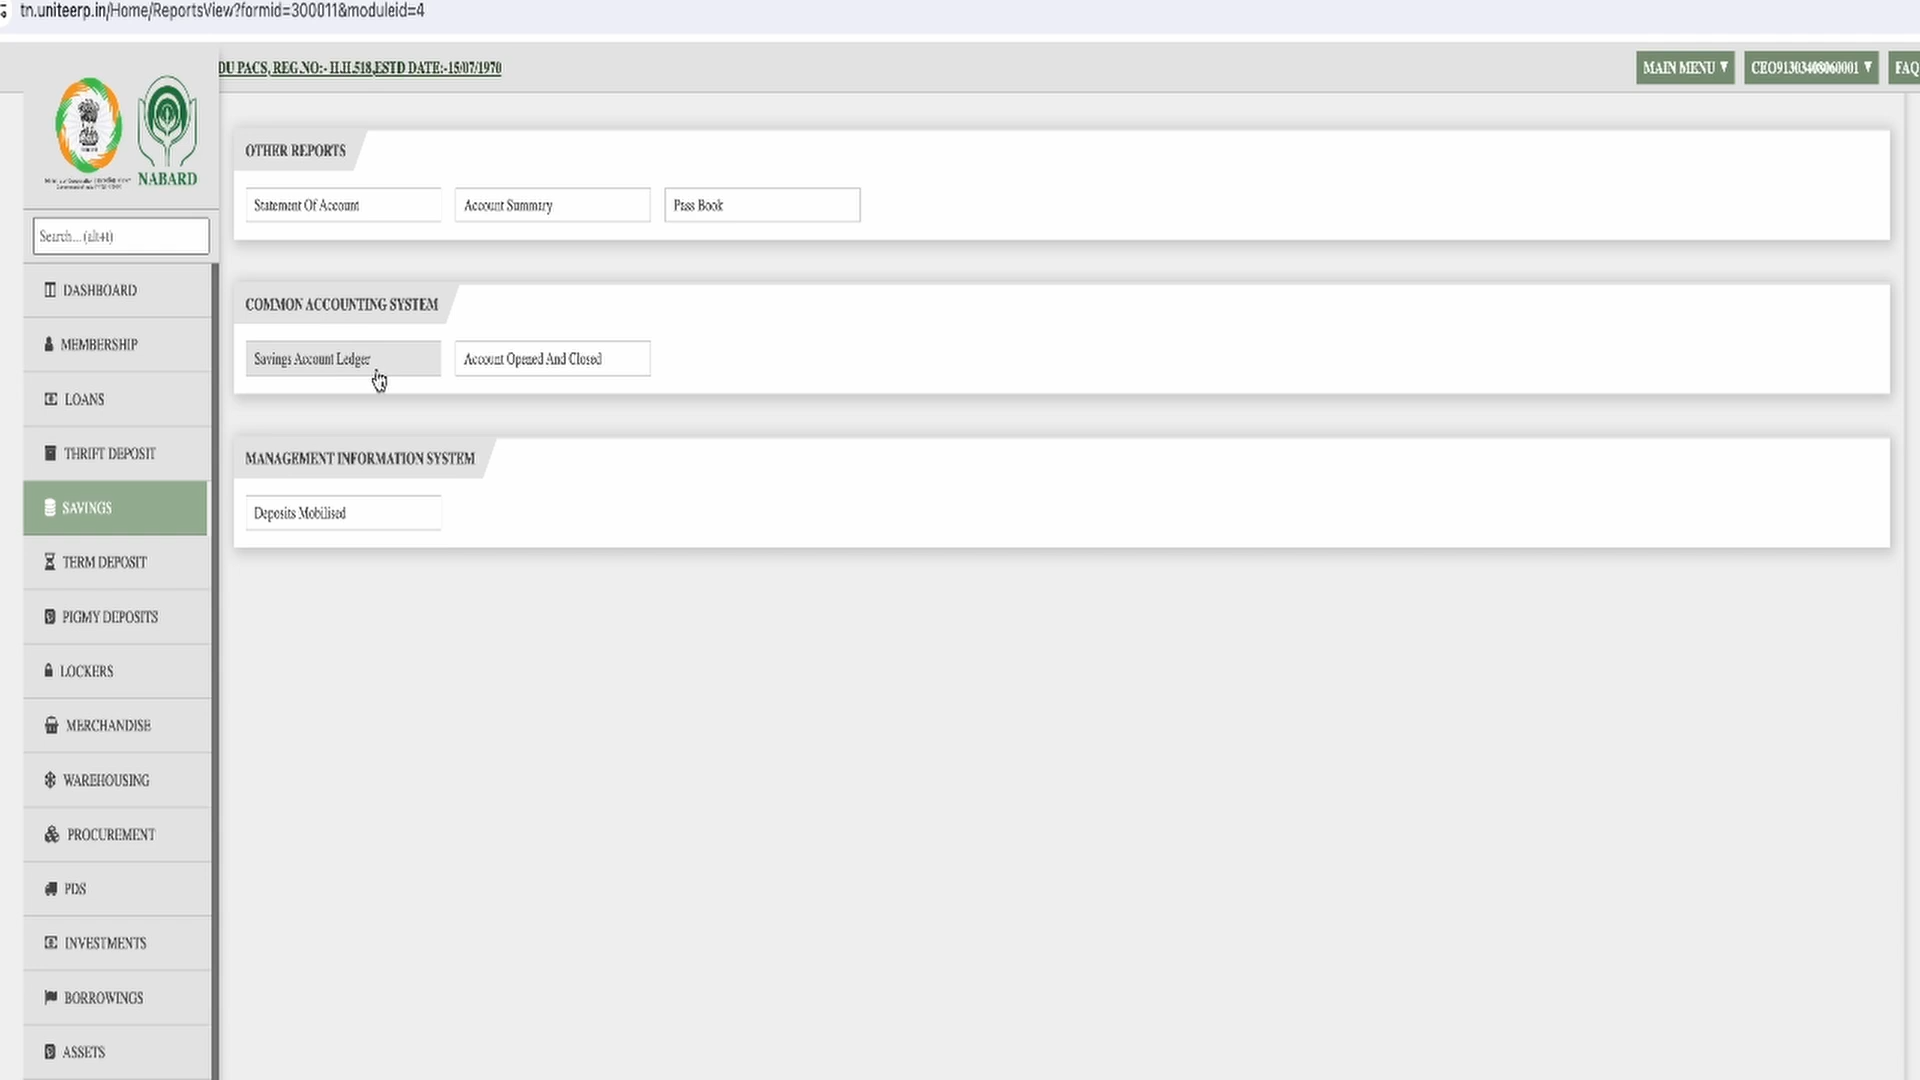 tn.uniteerp.in/Home/ReportsView?formid=300011&moduleid=4
DU PACS, REG.NO:- H.H.518,ESTD DATE:-15/07/1970
MAIN MENU ▼
CEO91303408060001 ▼
FAQ
NABARD
Search... (alt+t)
DASHBOARD
MEMBERSHIP
LOANS
THRIFT DEPOSIT
SAVINGS
TERM DEPOSIT
PIGMY DEPOSITS
LOCKERS
MERCHANDISE
WAREHOUSING
PROCUREMENT
PDS
INVESTMENTS
BORROWINGS
ASSETS
OTHER REPORTS
Statement Of Account
Account Summary
Pass Book
COMMON ACCOUNTING SYSTEM
Savings Account Ledger
Account Opened And Closed
MANAGEMENT INFORMATION SYSTEM
Deposits Mobilised